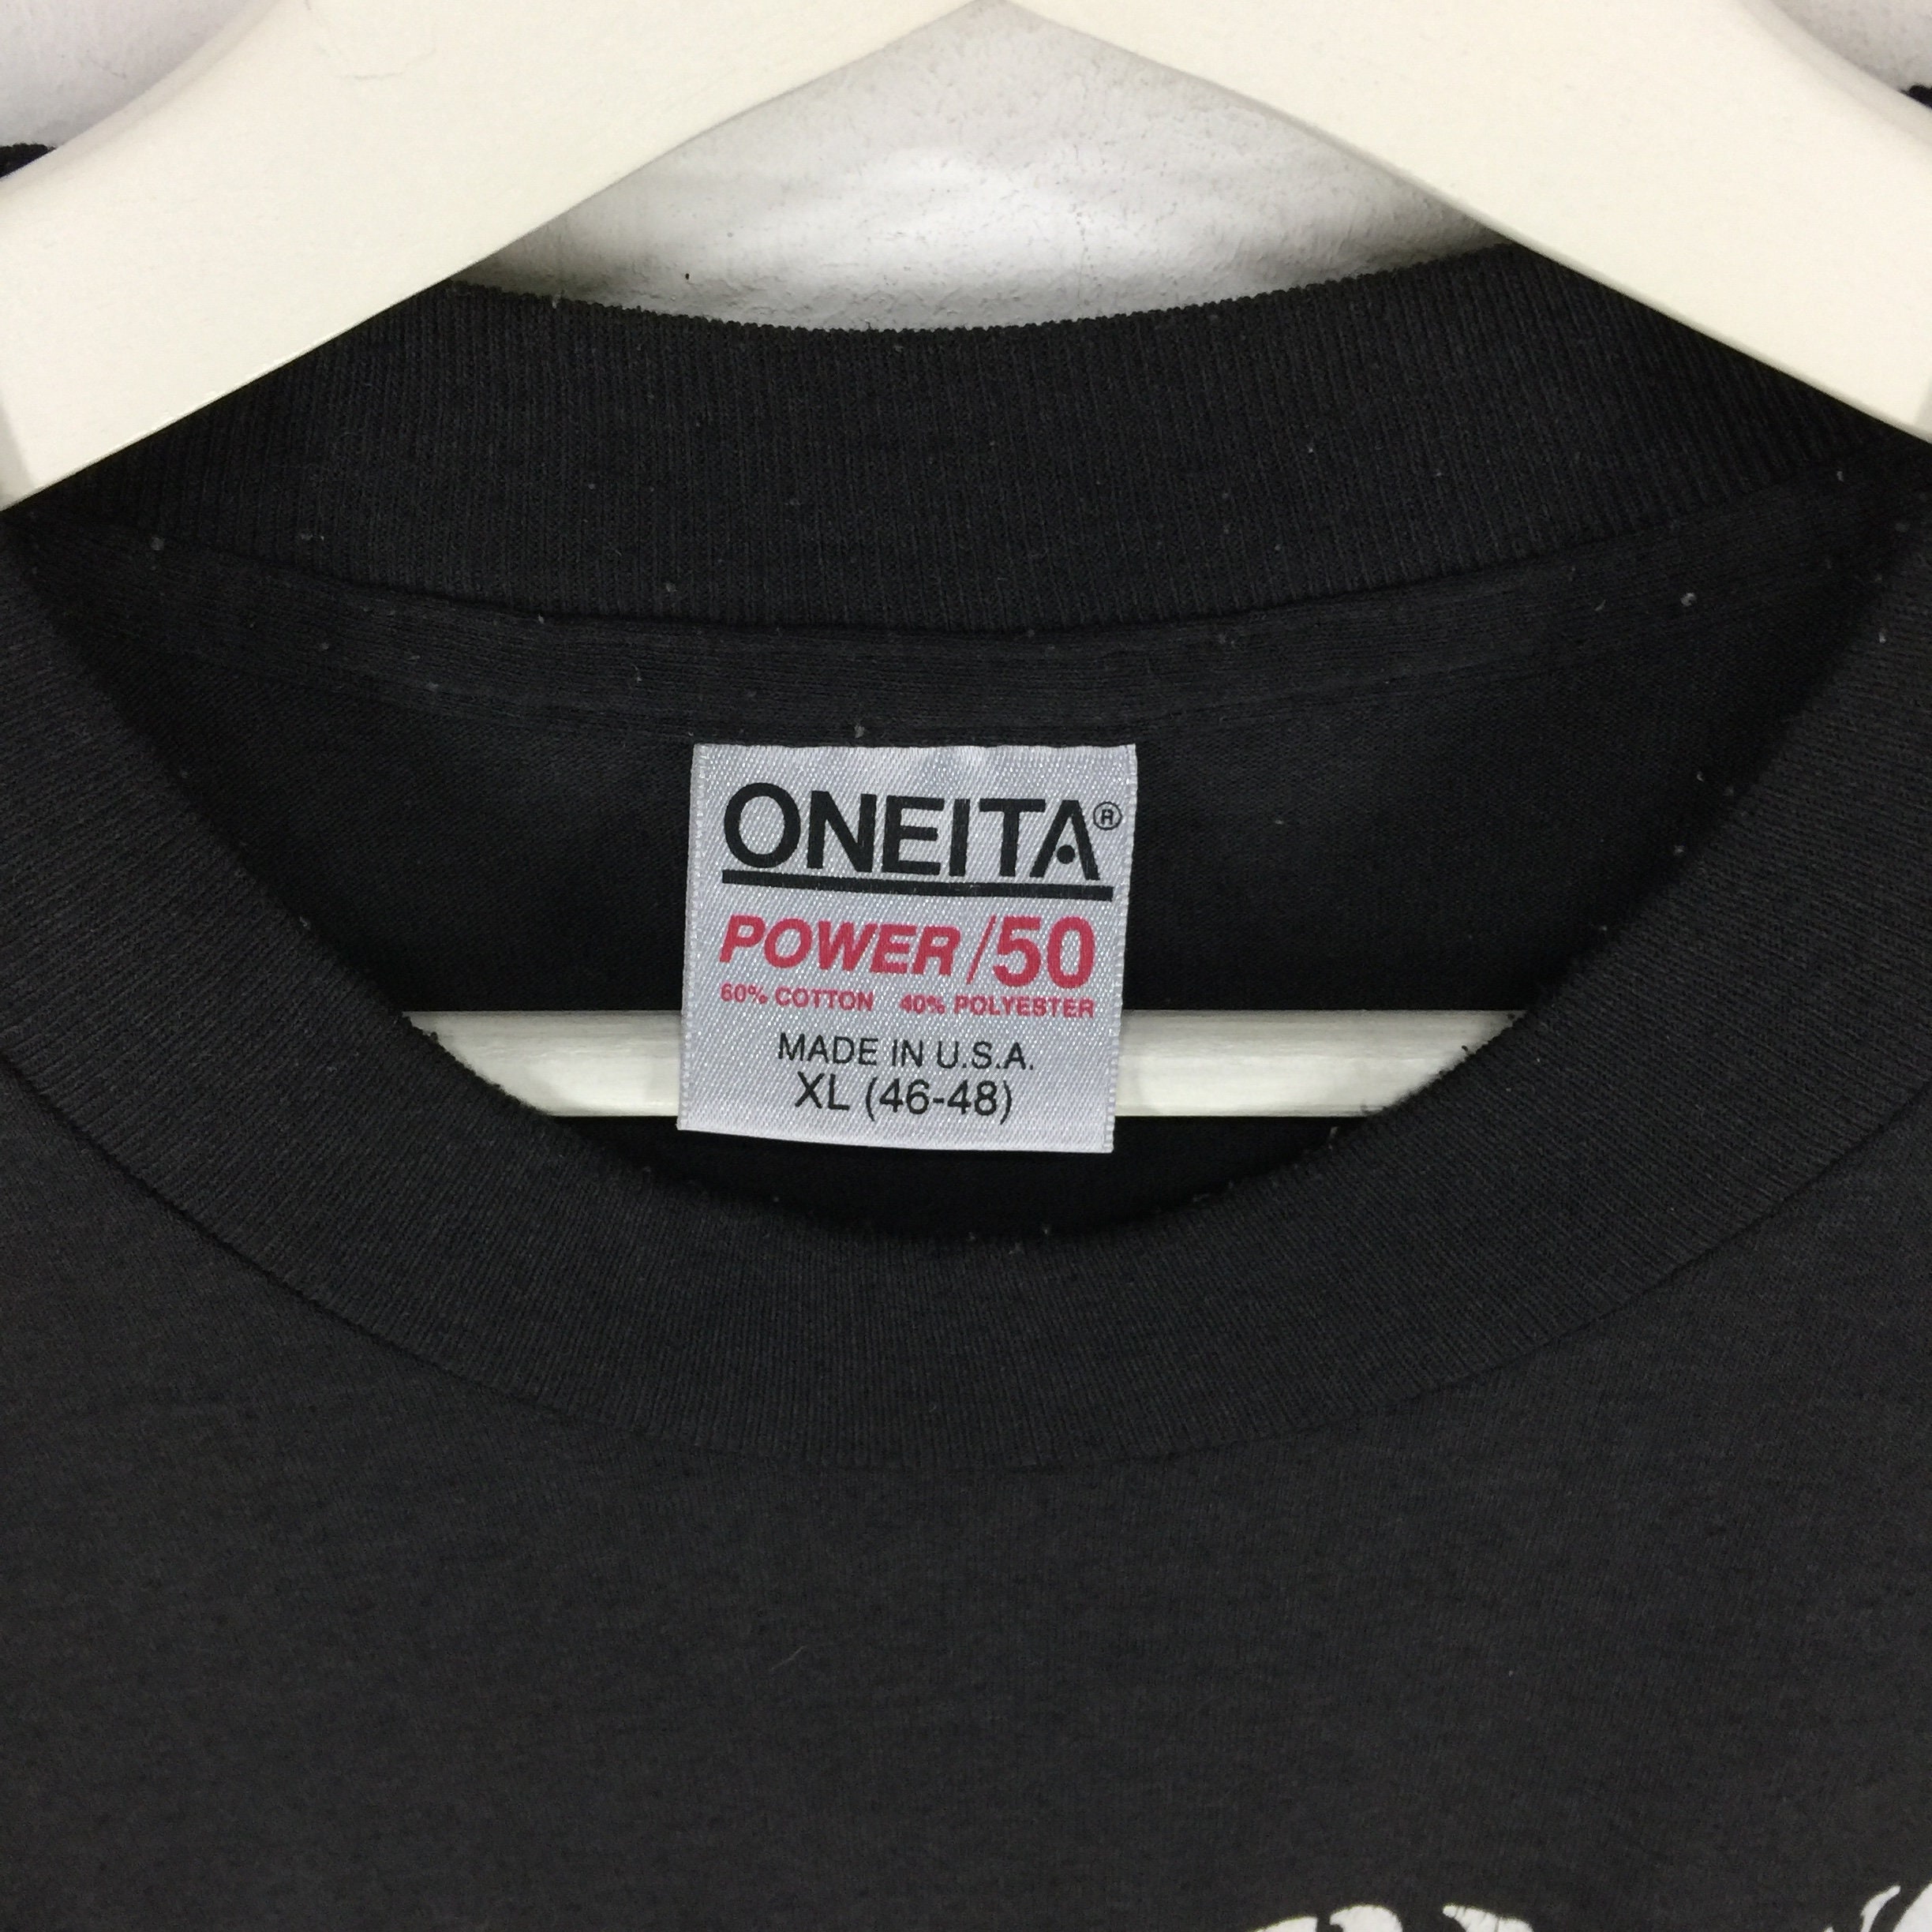 ONEITA®
POWER/50
60% COTTON 40% POLYESTER
MADE IN U.S.A.
XL (46-48)